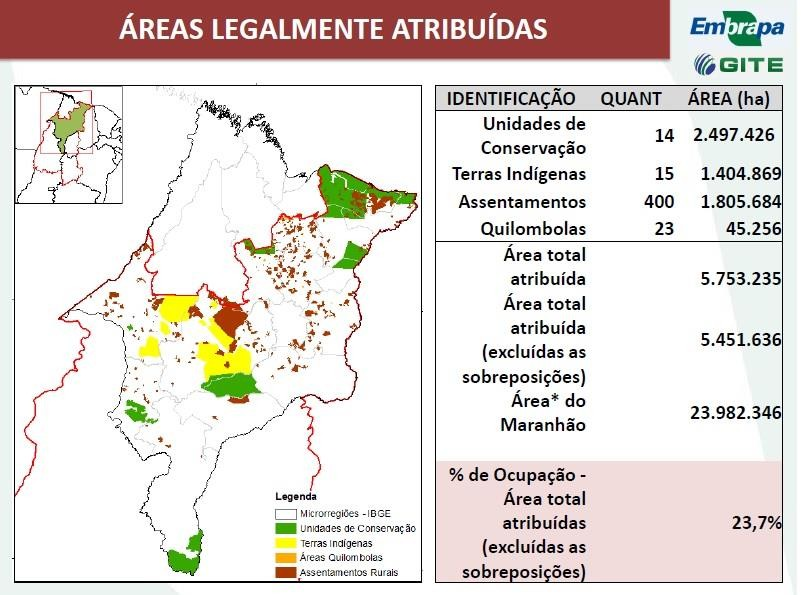 ÁREAS LEGALMENTE ATRIBUÍDAS
Embrapa
GITE
IDENTIFICAÇÃO QUANT ÁREA (ha)
Unidades de
Conservação 14 2.497.426
Terras Indígenas 15 1.404.869
Assentamentos 400 1.805.684
Quilombolas 23 45.256
Área total
atribuída 5.753.235
Área total
atribuída
(excluídas as 5.451.636
sobreposições)
Área* do
Maranhão 23.982.346
% de Ocupação -
Área total
atribuídas 23,7%
(excluídas as
sobreposições)
Legenda
Microrregiões - IBGE
Unidades de Conservação
Terras Indígenas
Áreas Quilombolas
Assentamentos Rurais